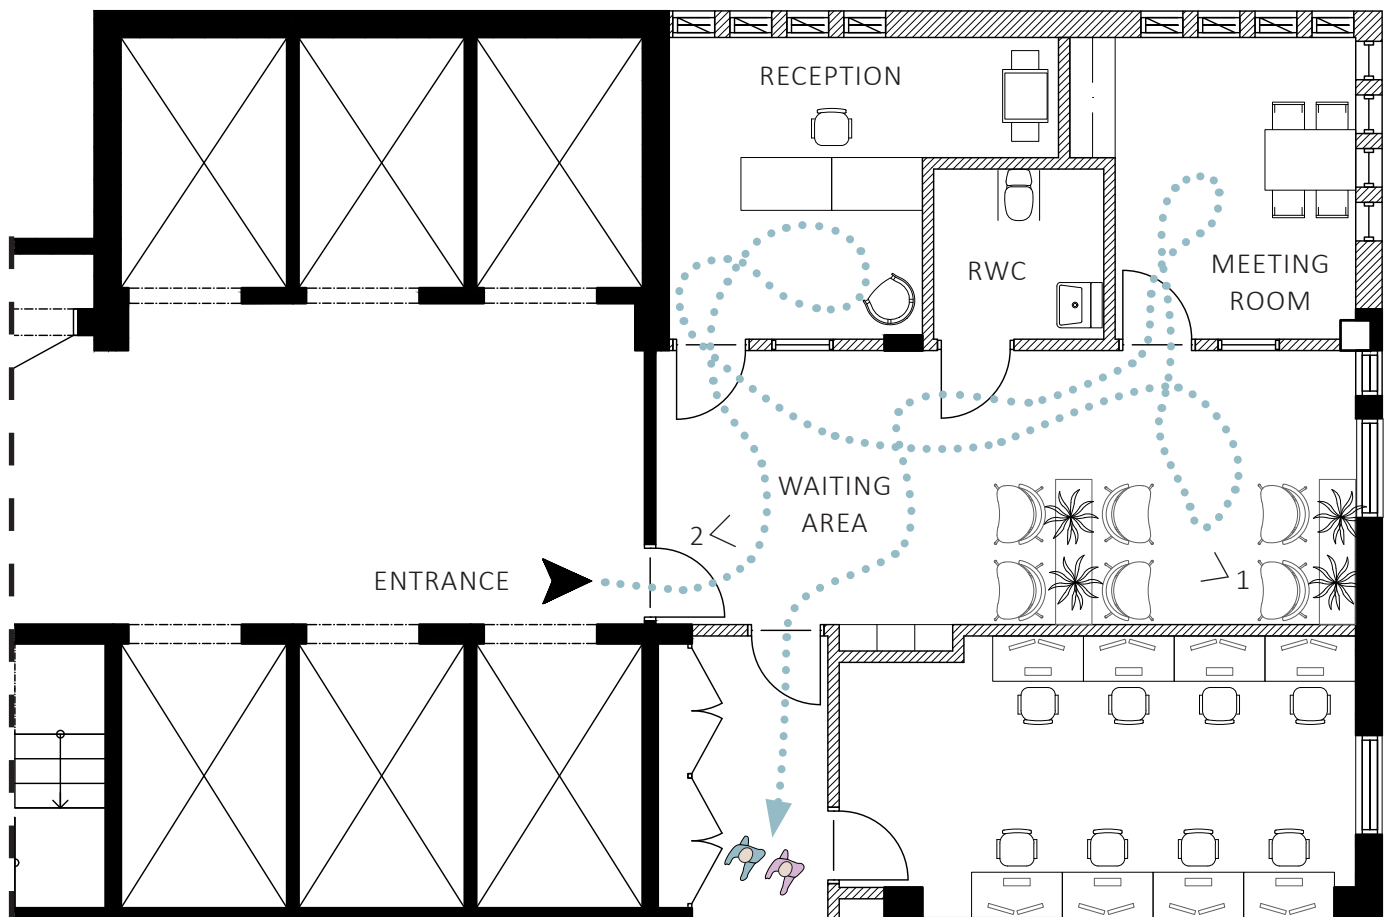 RECEPTION
RWC
MEETING
ROOM
WAITING
AREA
2
ENTRANCE
1